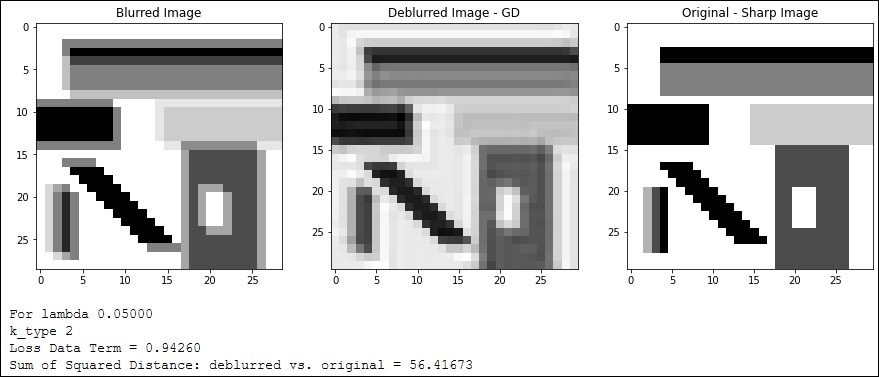 Blurred Image
0
5
10
15
20
25
0 5 10 15 20 25
Deblurred Image - GD
0
5
10
15
20
25
0 5 10 15 20 25
Original - Sharp Image
0
5
10
15
20
25
0 5 10 15 20 25
For lambda 0.05000
k_type 2
Loss Data Term = 0.94260
Sum of Squared Distance: deblurred vs. original = 56.41673